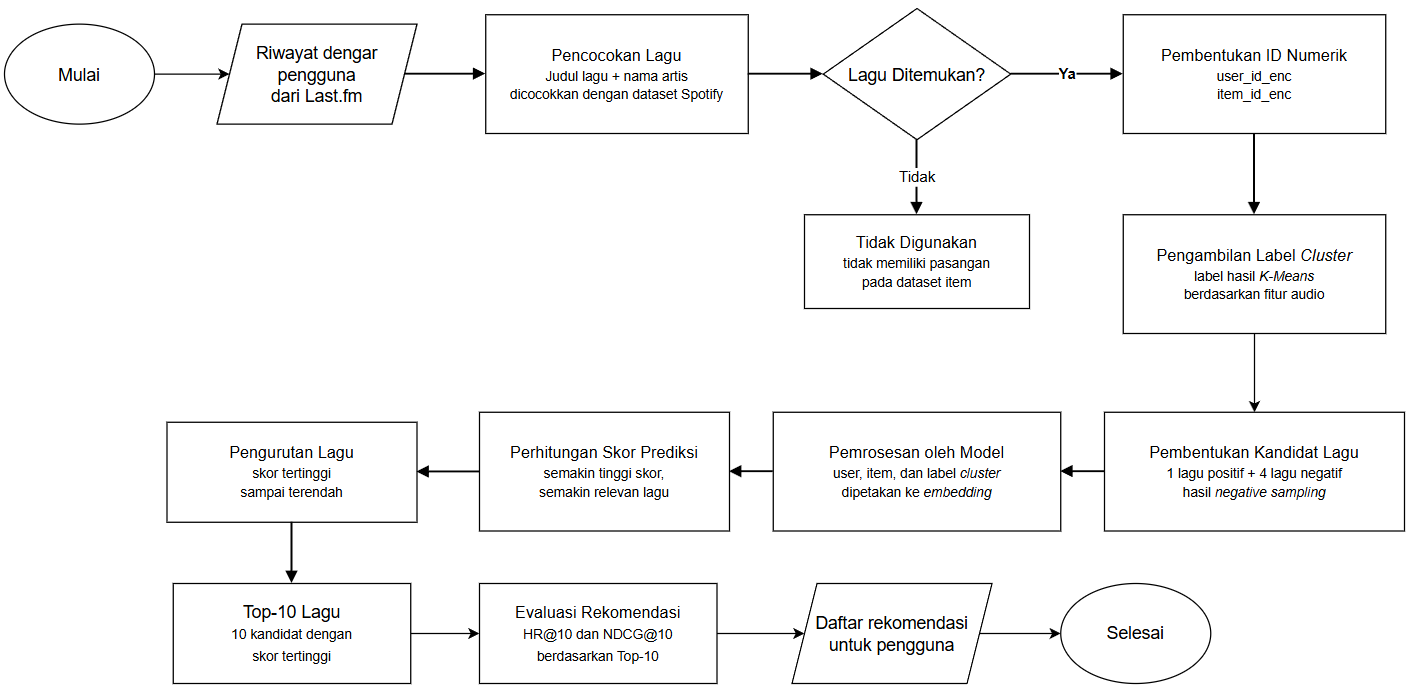 Mulai
Riwayat dengar
pengguna
dari Last.fm
Pencocokan Lagu
Judul lagu + nama artis
dicocokkan dengan dataset Spotify
Lagu Ditemukan?
Ya
Pembentukan ID Numerik
user_id_enc
item_id_enc
Tidak
Tidak Digunakan
tidak memiliki pasangan
pada dataset item
Pengambilan Label Cluster
label hasil K-Means
berdasarkan fitur audio
Pembentukan Kandidat Lagu
1 lagu positif + 4 lagu negatif
hasil negative sampling
Pemrosesan oleh Model
user, item, dan label cluster
dipetakan ke embedding
Perhitungan Skor Prediksi
semakin tinggi skor,
semakin relevan lagu
Pengurutan Lagu
skor tertinggi
sampai terendah
Top-10 Lagu
10 kandidat dengan
skor tertinggi
Evaluasi Rekomendasi
HR@10 dan NDCG@10
berdasarkan Top-10
Daftar rekomendasi
untuk pengguna
Selesai